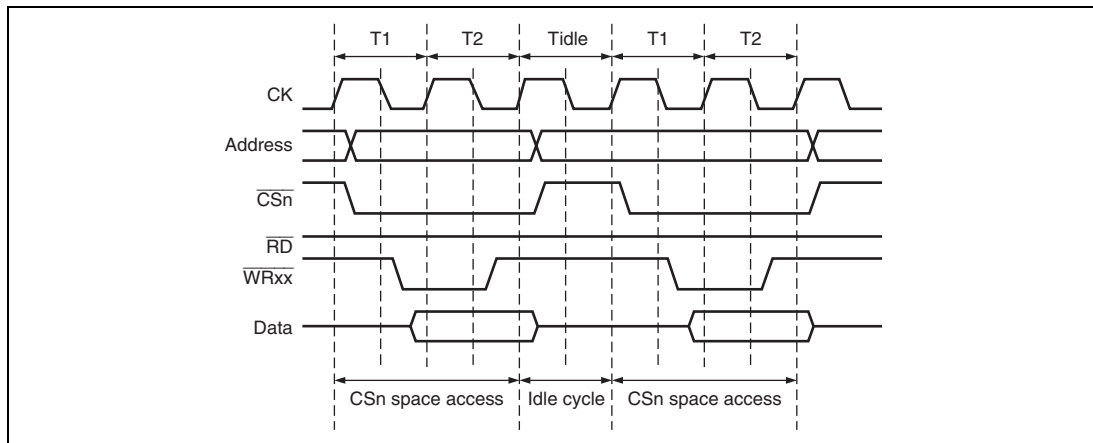 T1 T2 Tidle T1 T2
CK
Address
CSn
RD
WRxx
Data
CSn space access Idle cycle CSn space access